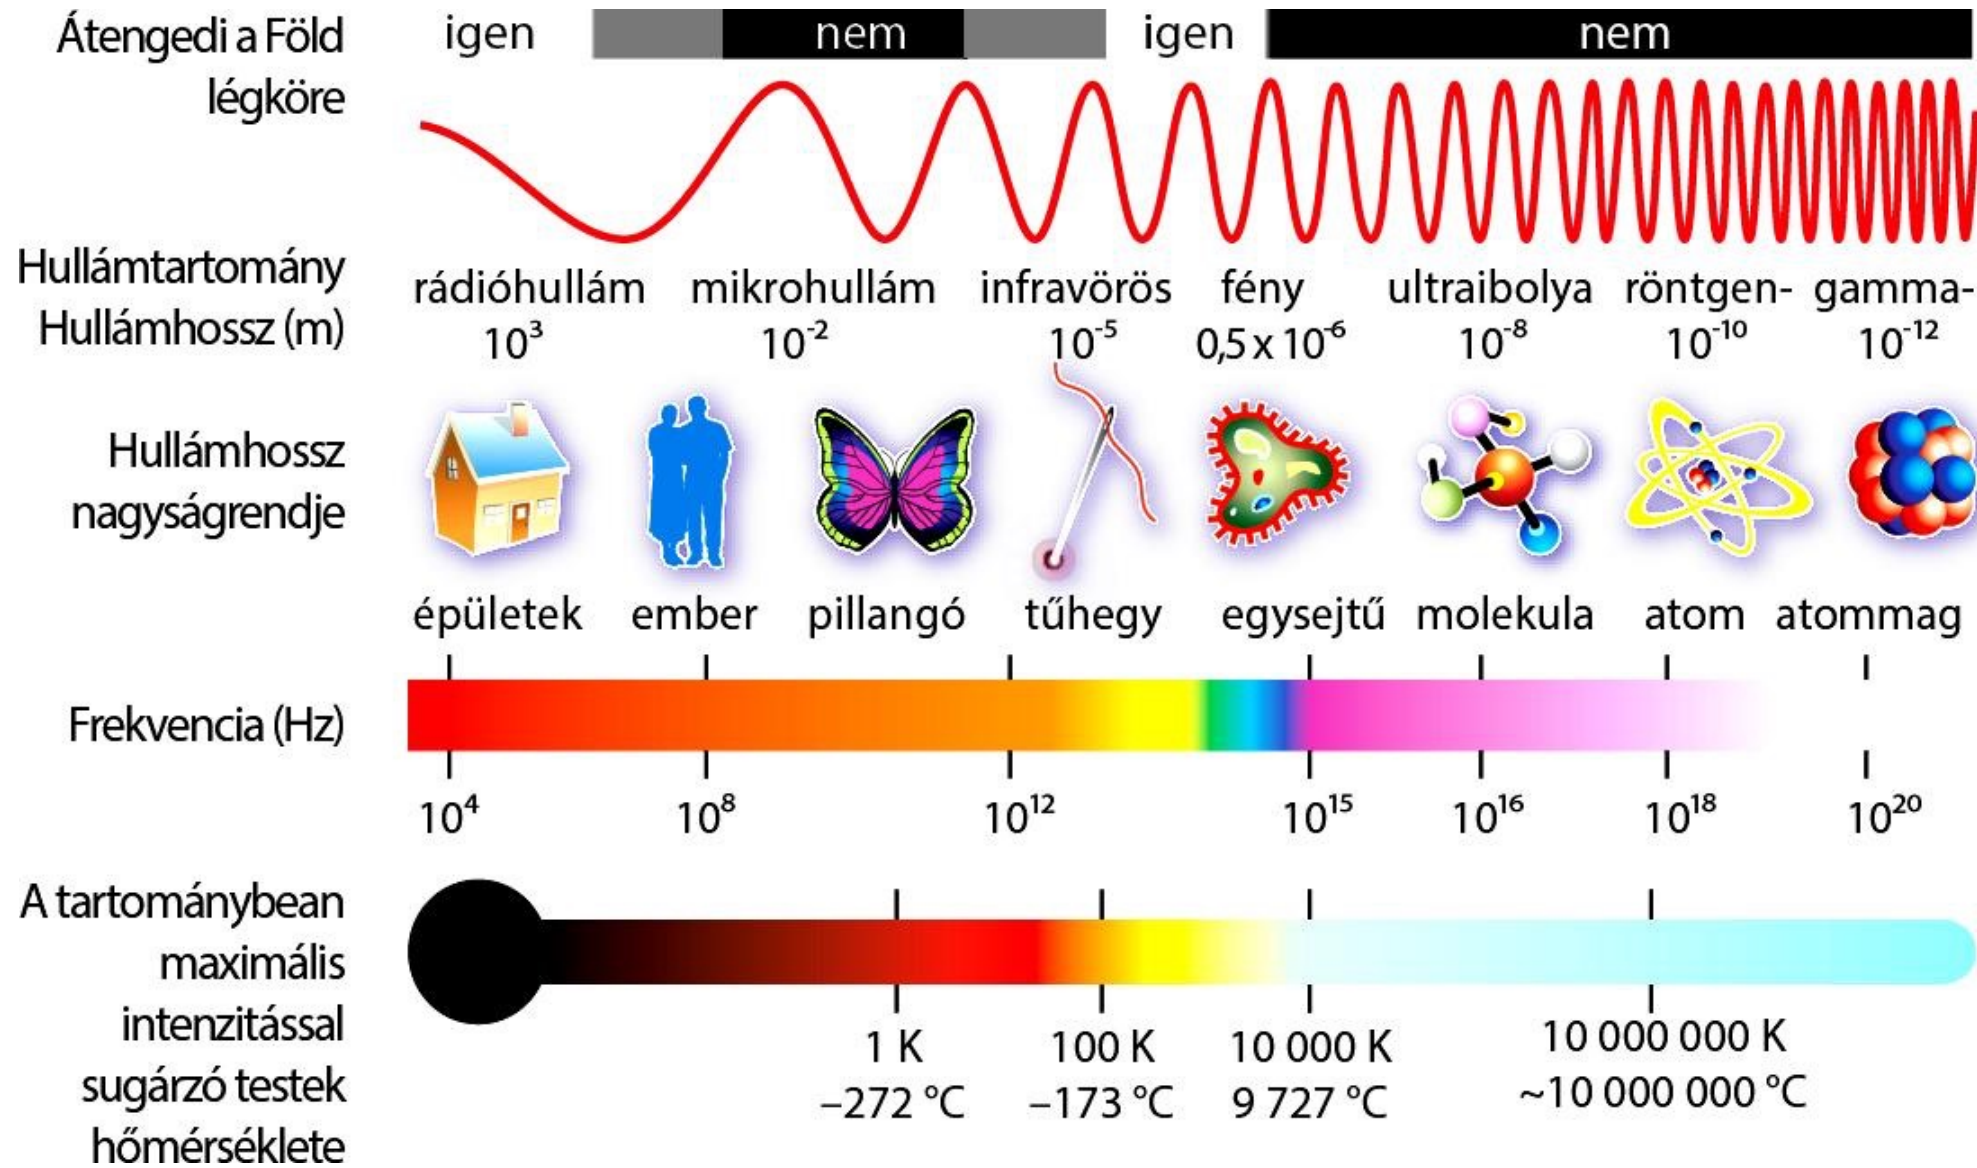 Átengedi a Föld légköre
igen nem igen nem
Hullámtartomány
rádióhullám mikrohullám infravörös fény ultraibolya röntgen- gamma-
Hullámhossz (m)
10³ 10⁻² 10⁻⁵ 0,5 x 10⁻⁶ 10⁻⁸ 10⁻¹⁰ 10⁻¹²
Hullámhossz
nagyságrendje
épületek ember pillangó tűhegy egysejtű molekula atom atommag
Frekvencia (Hz)
10⁴ 10⁸ 10¹² 10¹⁵ 10¹⁶ 10¹⁸ 10²⁰
A tartománybean
maximális
intenzitással
sugárzó testek
hőmérséklete
1 K 100 K 10 000 K 10 000 000 K
–272 °C –173 °C 9 727 °C ~10 000 000 °C